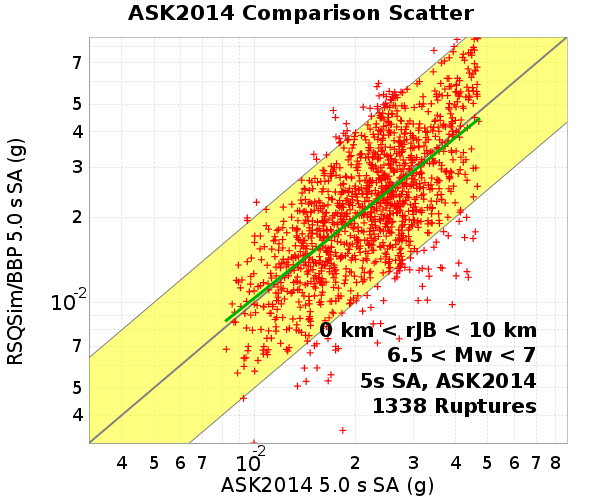 ASK2014 Comparison Scatter
RSQSim/BBP 5.0 s SA (g)
7
5
4
3
2
10-2
7
5
4
0 km < rJB < 10 km
6.5 < Mw < 7
5s SA, ASK2014
1338 Ruptures
4 5 6 7 10-2 2 3 4 5 6 7 8
ASK2014 5.0 s SA (g)